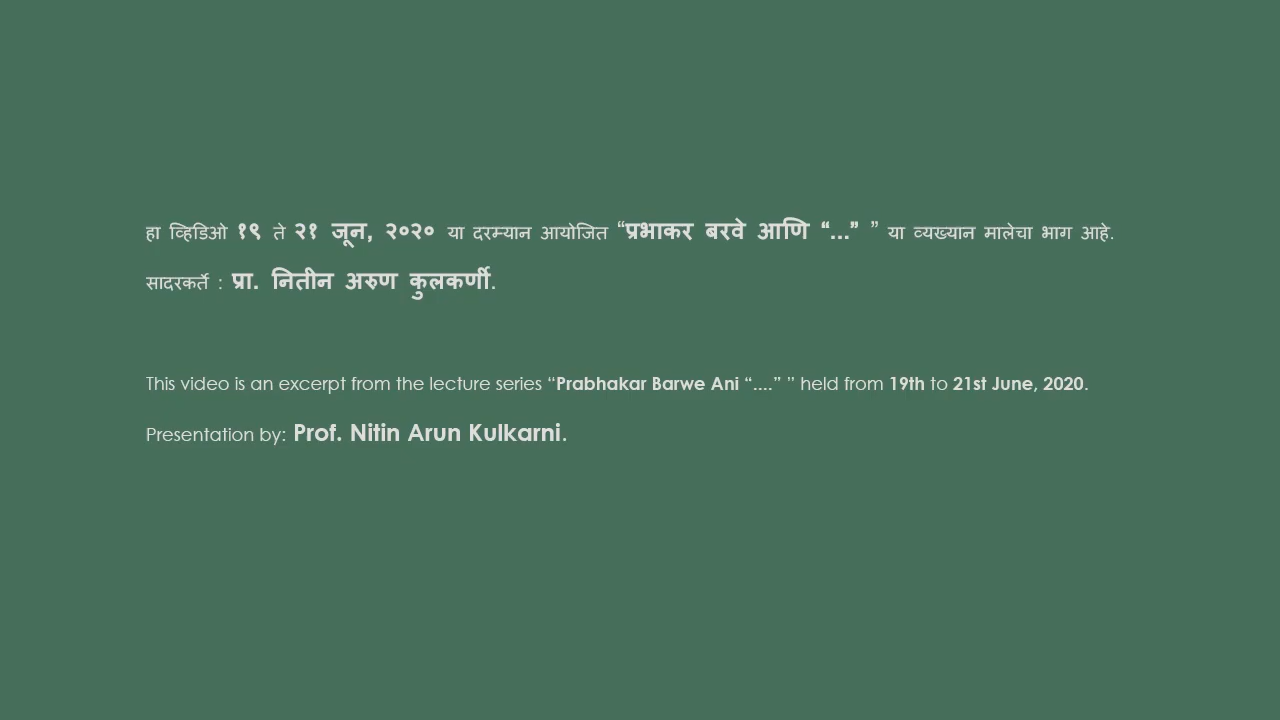 हा व्हिडिओ १९ ते २१ जून, २०२० या दरम्यान आयोजित “प्रभाकर बरवे आणि “...” ” या व्यख्यान मालेचा भाग आहे.
सादरकर्ते : प्रा. नितीन अरुण कुलकर्णी.
This video is an excerpt from the lecture series “Prabhakar Barwe Ani “....” ” held from 19th to 21st June, 2020.
Presentation by: Prof. Nitin Arun Kulkarni.